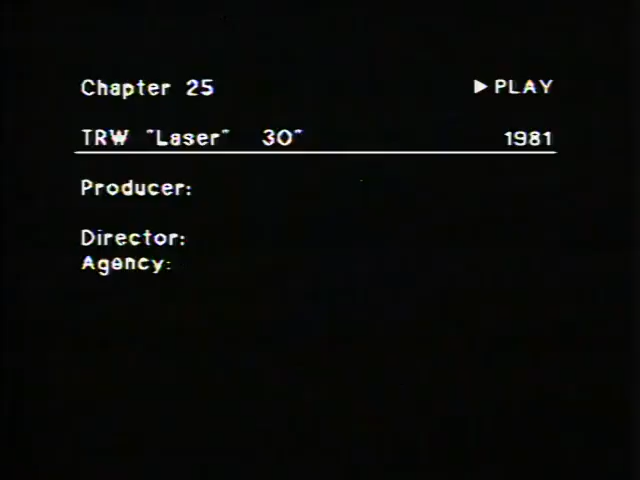 Chapter 25 ▶ PLAY
TRW "Laser" 30" 1981
Producer:
Director:
Agency: